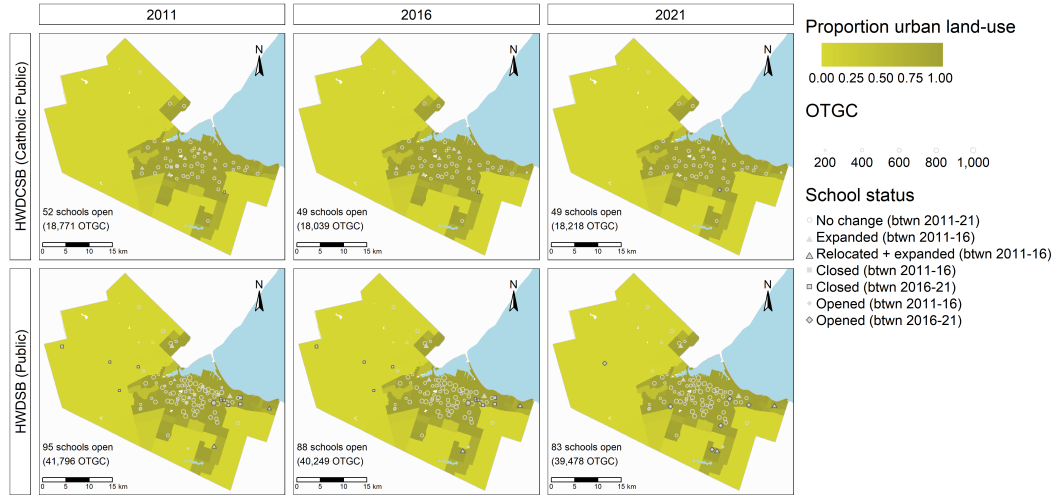 2011
2016
2021
HWDCSB (Catholic Public)
N
52 schools open
(18,771 OTGC)
0 5 10 15 km
N
49 schools open
(18,039 OTGC)
0 5 10 15 km
N
49 schools open
(18,218 OTGC)
0 5 10 15 km
HWDSB (Public)
N
95 schools open
(41,796 OTGC)
0 5 10 15 km
N
88 schools open
(40,249 OTGC)
0 5 10 15 km
N
83 schools open
(39,478 OTGC)
0 5 10 15 km
Proportion urban land-use
0.00 0.25 0.50 0.75 1.00
OTGC
200 400 600 800 1,000
School status
No change (btwn 2011-21)
Expanded (btwn 2011-16)
Relocated + expanded (btwn 2011-16)
Closed (btwn 2011-16)
Closed (btwn 2016-21)
Opened (btwn 2011-16)
Opened (btwn 2016-21)